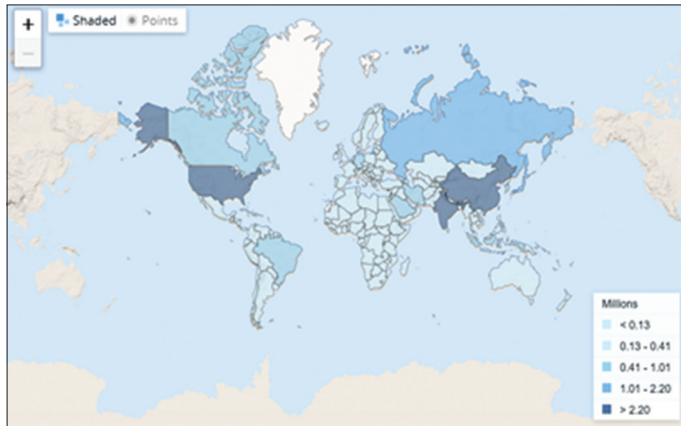 +
Shaded Points
−
Millions
< 0.13
0.13 - 0.41
0.41 - 1.01
1.01 - 2.20
> 2.20